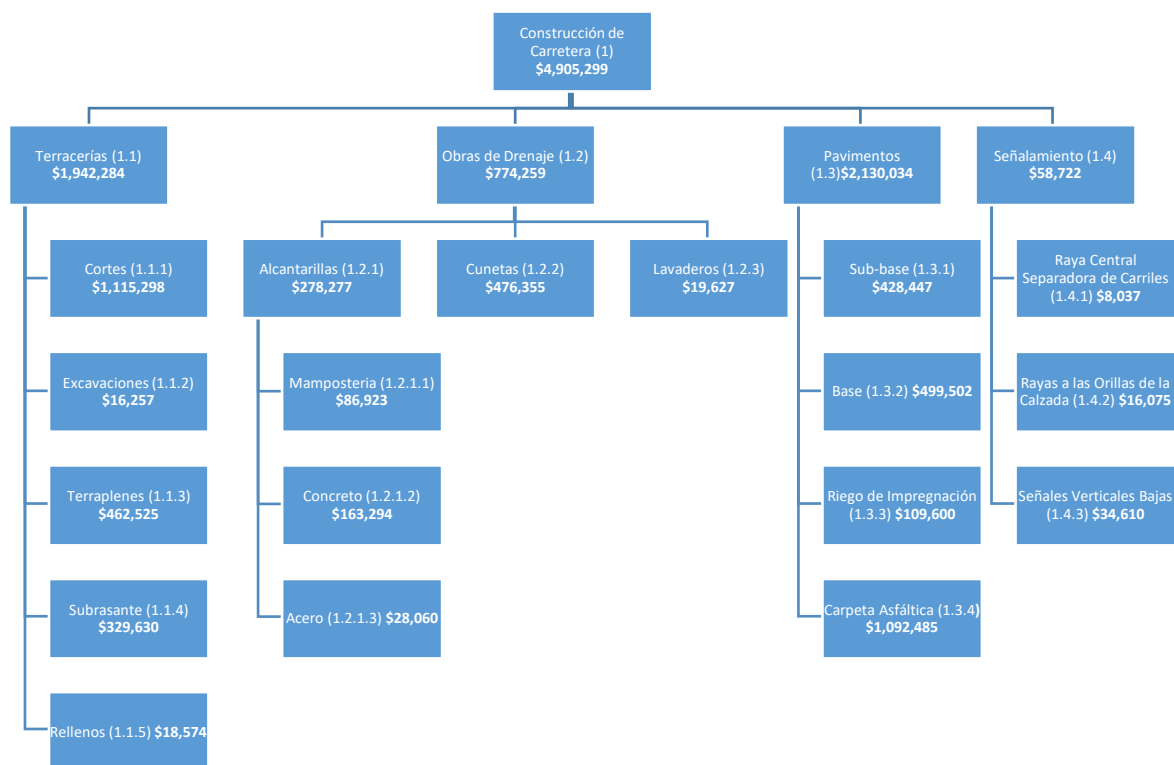 Construcción de
Carretera (1)
$4,905,299
Terracerías (1.1)
$1,942,284
Obras de Drenaje (1.2)
$774,259
Pavimentos
(1.3)$2,130,034
Señalamiento (1.4)
$58,722
Cortes (1.1.1)
$1,115,298
Alcantarillas (1.2.1)
$278,277
Cunetas (1.2.2)
$476,355
Lavaderos (1.2.3)
$19,627
Sub-base (1.3.1)
$428,447
Raya Central
Separadora de Carriles
(1.4.1) $8,037
Excavaciones (1.1.2)
$16,257
Mamposteria (1.2.1.1)
$86,923
Base (1.3.2) $499,502
Rayas a las Orillas de la
Calzada (1.4.2) $16,075
Terraplenes (1.1.3)
$462,525
Concreto (1.2.1.2)
$163,294
Riego de Impregnación
(1.3.3) $109,600
Señales Verticales Bajas
(1.4.3) $34,610
Subrasante (1.1.4)
$329,630
Acero (1.2.1.3) $28,060
Carpeta Asfáltica (1.3.4)
$1,092,485
Rellenos (1.1.5) $18,574